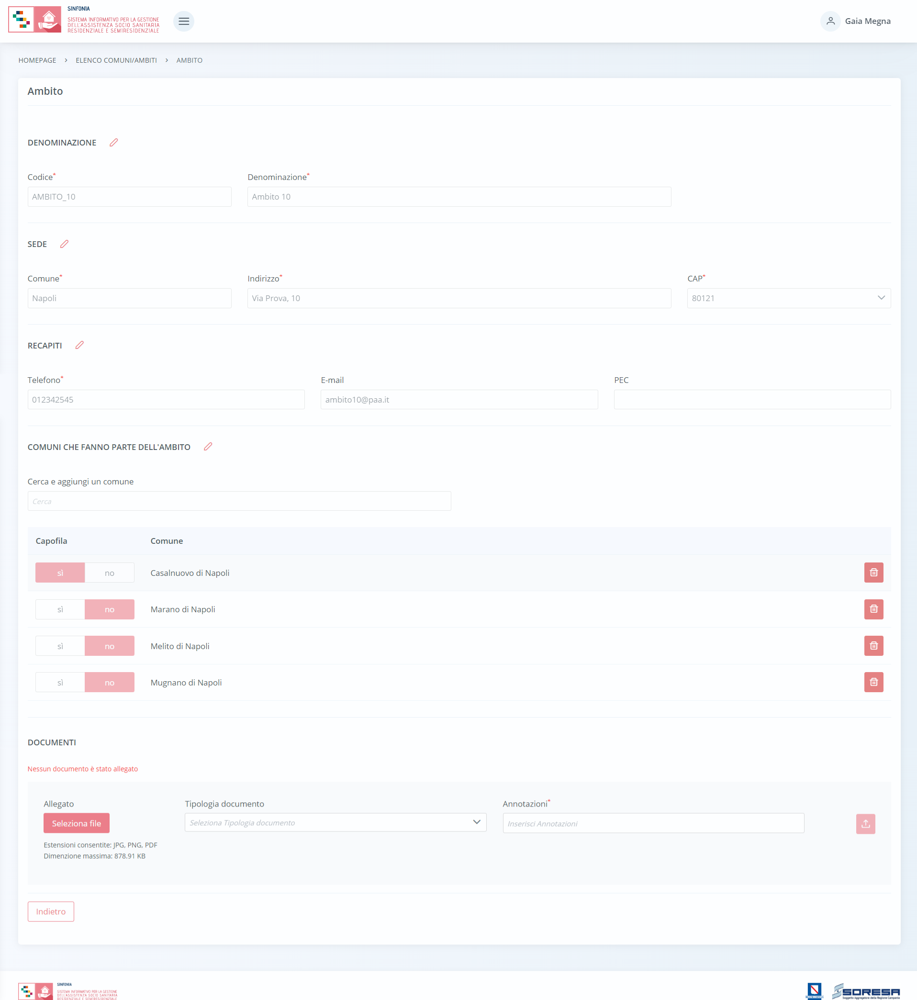 SINFONIA
SISTEMA INFORMATIVO PER LA GESTIONE
DELL'ASSISTENZA SOCIO SANITARIA
RESIDENZIALE E SEMIRESIDENZIALE
Gaia Megna
HOMEPAGE > ELENCO COMUNI/AMBITI > AMBITO
Ambito
DENOMINAZIONE
Codice* Denominazione*
AMBITO_10 Ambito 10
SEDE
Comune* Indirizzo* CAP*
Napoli Via Prova, 10 80121
RECAPITI
Telefono* E-mail PEC
012342545 ambito10@paa.it
COMUNI CHE FANNO PARTE DELL'AMBITO
Cerca e aggiungi un comune
Cerca
Capofila Comune
sì no Casalnuovo di Napoli
sì no Marano di Napoli
sì no Melito di Napoli
sì no Mugnano di Napoli
DOCUMENTI
Nessun documento è stato allegato
Allegato Tipologia documento Annotazioni*
Seleziona file Seleziona Tipologia documento Inserisci Annotazioni
Estensioni consentite: JPG, PNG, PDF
Dimenzione massima: 878.91 KB
Indietro
SINFONIA
SISTEMA INFORMATIVO PER LA GESTIONE
DELL'ASSISTENZA SOCIO SANITARIA
RESIDENZIALE E SEMIRESIDENZIALE
SORESA
Soggetto Aggregatore della Regione Campania